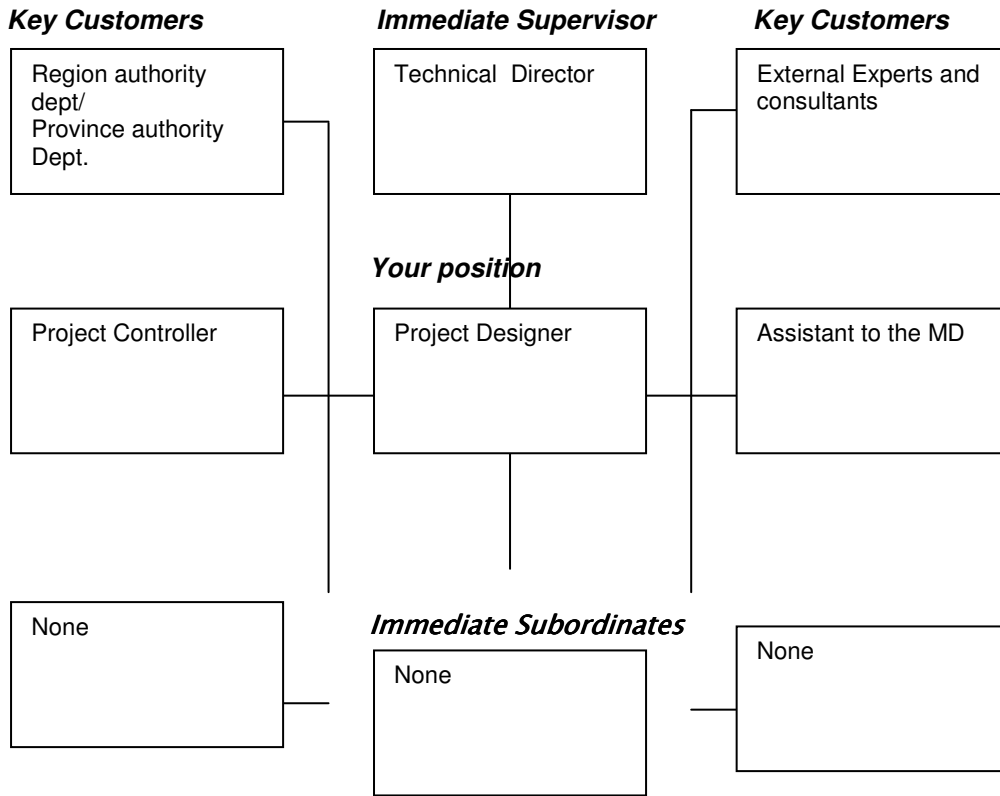 Key Customers
Immediate Supervisor
Key Customers
Region authority
dept/
Province authority
Dept.
Technical Director
External Experts and
consultants
Your position
Project Controller
Project Designer
Assistant to the MD
None
Immediate Subordinates
None
None